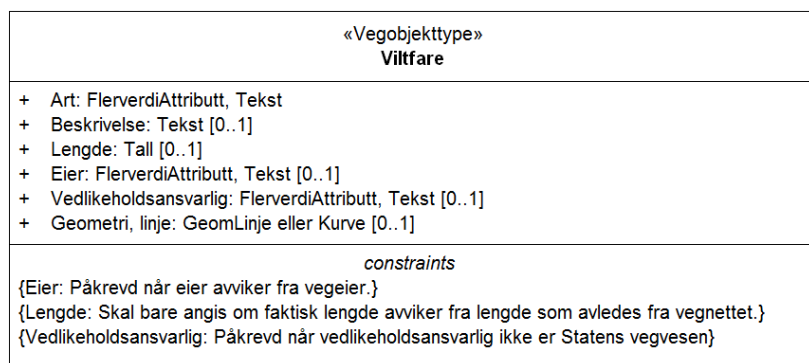 «Vegobjekttype»
Viltfare
+ Art: FlerverdiAttributt, Tekst
+ Beskrivelse: Tekst [0..1]
+ Lengde: Tall [0..1]
+ Eier: FlerverdiAttributt, Tekst [0..1]
+ Vedlikeholdsansvarlig: FlerverdiAttributt, Tekst [0..1]
+ Geometri, linje: GeomLinje eller Kurve [0..1]
constraints
{Eier: Påkrevd når eier avviker fra vegeier.}
{Lengde: Skal bare angis om faktisk lengde avviker fra lengde som avledes fra vegnettet.}
{Vedlikeholdsansvarlig: Påkrevd når vedlikeholdsansvarlig ikke er Statens vegvesen}